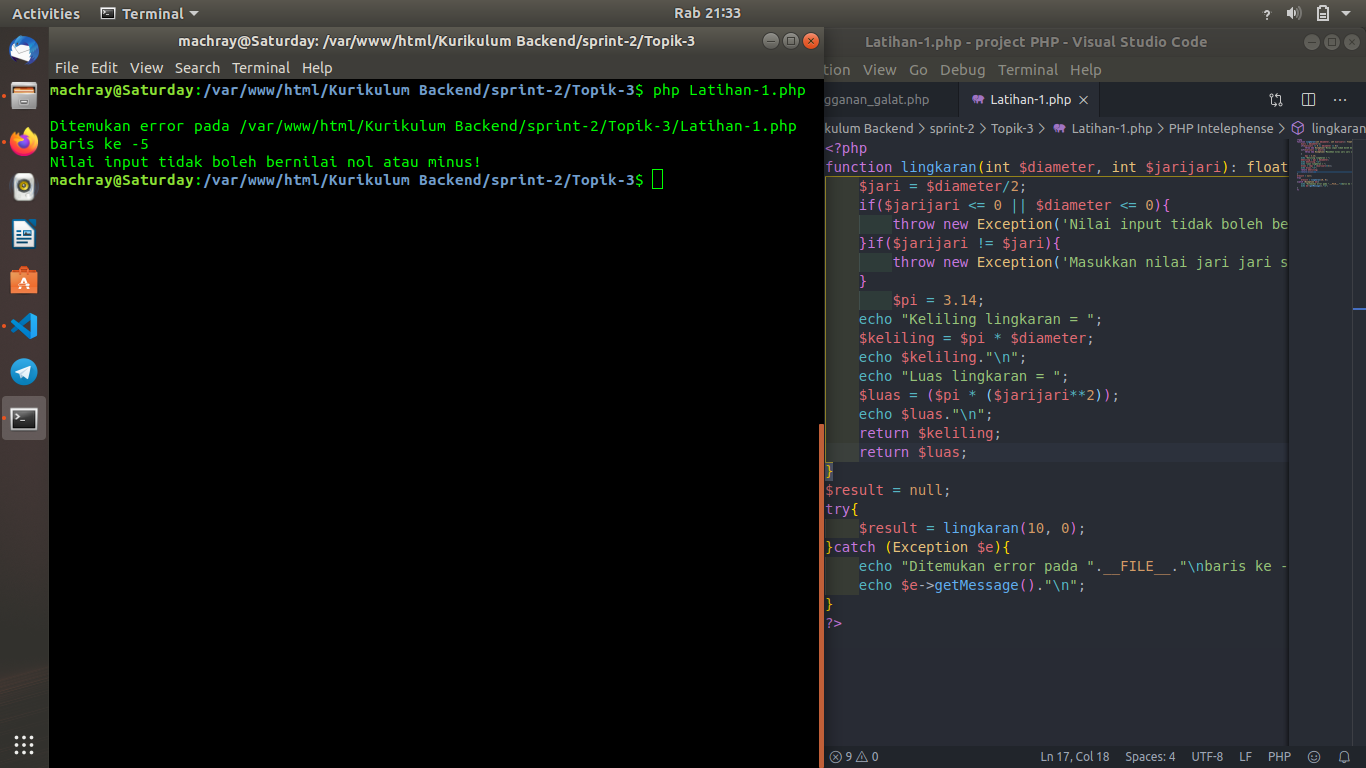 Activities
Terminal
Rab 21:33
?
machray@Saturday: /var/www/html/Kurikulum Backend/sprint-2/Topik-3
File Edit View Search Terminal Help
machray@Saturday:/var/www/html/Kurikulum Backend/sprint-2/Topik-3$ php Latihan-1.php
Ditemukan error pada /var/www/html/Kurikulum Backend/sprint-2/Topik-3/Latihan-1.php
baris ke -5
Nilai input tidak boleh bernilai nol atau minus!
machray@Saturday:/var/www/html/Kurikulum Backend/sprint-2/Topik-3$
Latihan-1.php - project PHP - Visual Studio Code
tion View Go Debug Terminal Help
gganan_galat.php
Latihan-1.php
kulum Backend > sprint-2 > Topik-3 > Latihan-1.php > PHP Intelephense > lingkaran
<?php
function lingkaran(int $diameter, int $jarijari): float
$jari = $diameter/2;
if($jarijari <= 0 || $diameter <= 0){
throw new Exception('Nilai input tidak boleh be
}if($jarijari != $jari){
throw new Exception('Masukkan nilai jari jari s
}
$pi = 3.14;
echo "Keliling lingkaran = ";
$keliling = $pi * $diameter;
echo $keliling."\n";
echo "Luas lingkaran = ";
$luas = ($pi * ($jarijari**2));
echo $luas."\n";
return $keliling;
return $luas;
}
$result = null;
try{
$result = lingkaran(10, 0);
}catch (Exception $e){
echo "Ditemukan error pada ".__FILE__."\nbaris ke -
echo $e->getMessage()."\n";
}
?>
9 0
Ln 17, Col 18
Spaces: 4
UTF-8
LF
PHP